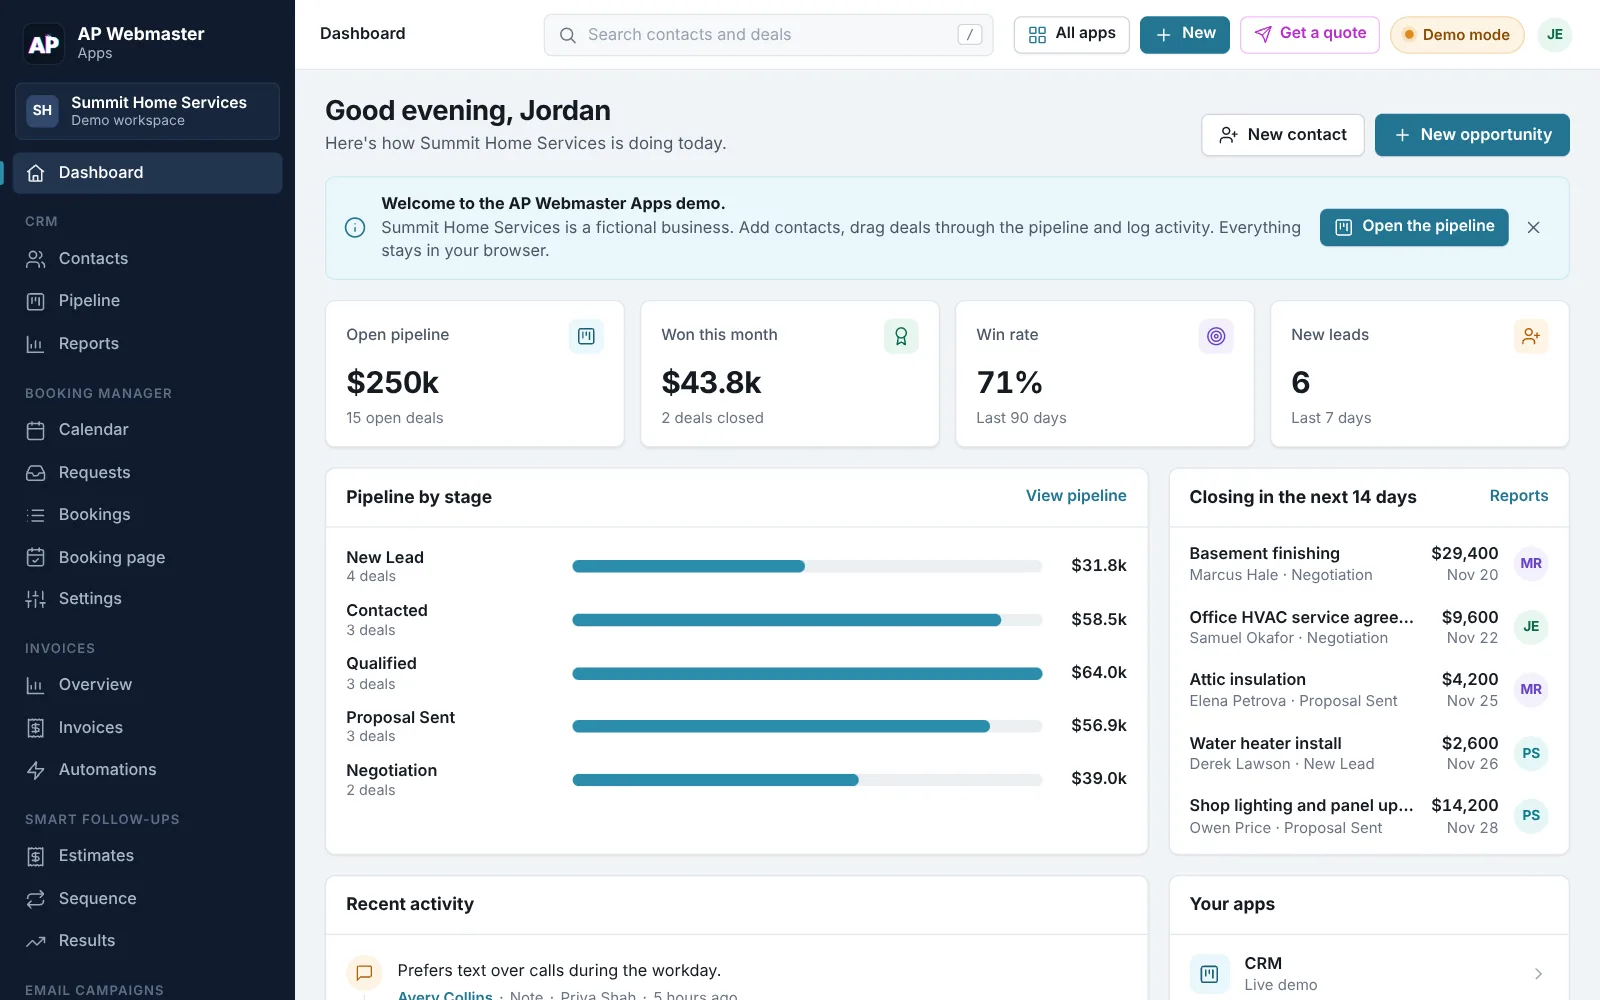 AP
AP Webmaster
Apps
SH
Summit Home Services
Demo workspace
Dashboard
CRM
Contacts
Pipeline
Reports
BOOKING MANAGER
Calendar
Requests
Bookings
Booking page
Settings
INVOICES
Overview
Invoices
Automations
SMART FOLLOW-UPS
Estimates
Sequence
Results
EMAIL CAMPAIGNS
Dashboard
Search contacts and deals
/
All apps
New
Get a quote
Demo mode
JE
Good evening, Jordan
Here's how Summit Home Services is doing today.
New contact
New opportunity
Welcome to the AP Webmaster Apps demo.
Summit Home Services is a fictional business. Add contacts, drag deals through the pipeline and log activity. Everything
stays in your browser.
Open the pipeline
Open pipeline
$250k
15 open deals
Won this month
$43.8k
2 deals closed
Win rate
71%
Last 90 days
New leads
6
Last 7 days
Pipeline by stage
View pipeline
New Lead
4 deals
$31.8k
Contacted
3 deals
$58.5k
Qualified
3 deals
$64.0k
Proposal Sent
3 deals
$56.9k
Negotiation
2 deals
$39.0k
Closing in the next 14 days
Reports
Basement finishing
$29,400
Marcus Hale · Negotiation
Nov 20
MR
Office HVAC service agree...
$9,600
Samuel Okafor · Negotiation
Nov 22
JE
Attic insulation
$4,200
Elena Petrova · Proposal Sent
Nov 25
MR
Water heater install
$2,600
Derek Lawson · New Lead
Nov 26
PS
Shop lighting and panel up...
$14,200
Owen Price · Proposal Sent
Nov 28
PS
Recent activity
Prefers text over calls during the workday.
Avery Collins · Note · Priya Shah · 5 hours ago
Your apps
CRM
Live demo